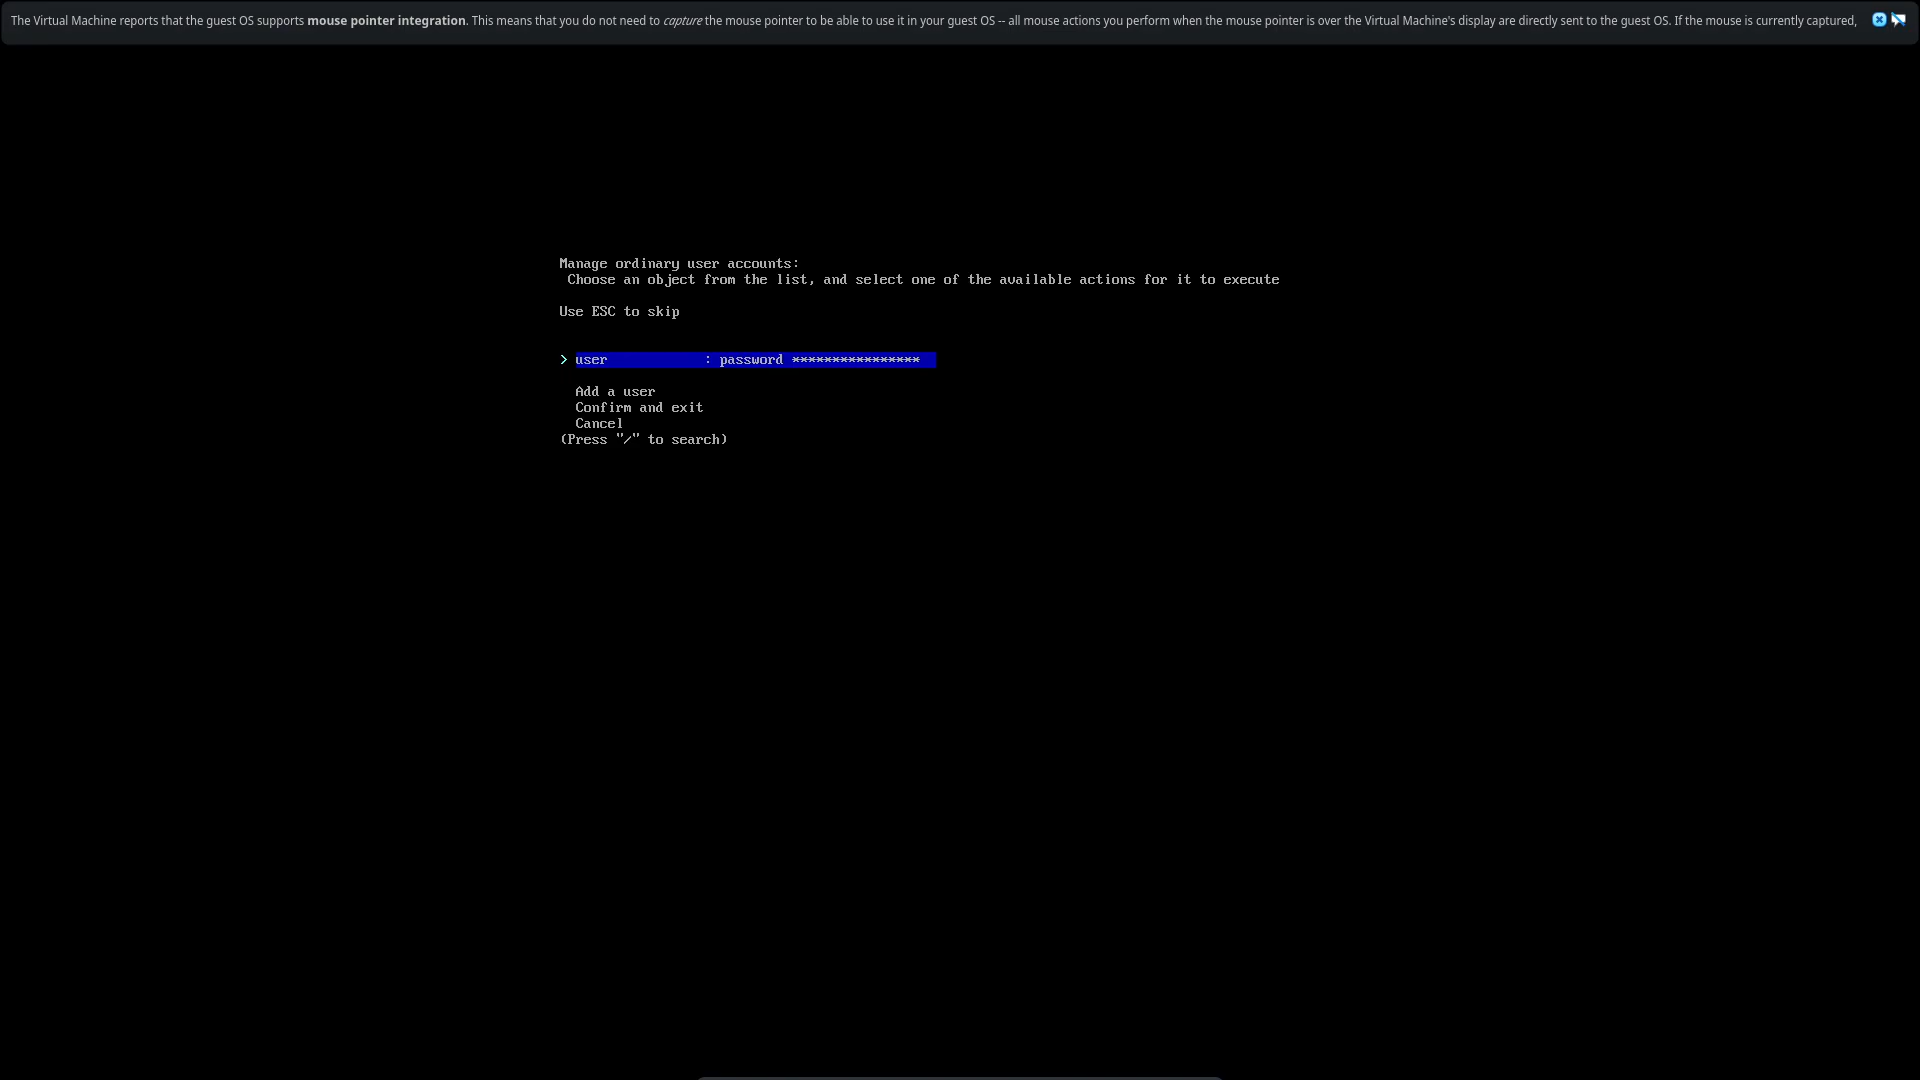 The Virtual Machine reports that the guest OS supports mouse pointer integration. This means that you do not need to capture the mouse pointer to be able to use it in your guest OS -- all mouse actions you perform when the mouse pointer is over the Virtual Machine's display are directly sent to the guest OS. If the mouse is currently captured,
Manage ordinary user accounts:
Choose an object from the list, and select one of the available actions for it to execute
Use ESC to skip
> user : password ****************
Add a user
Confirm and exit
Cancel
(Press "/" to search)